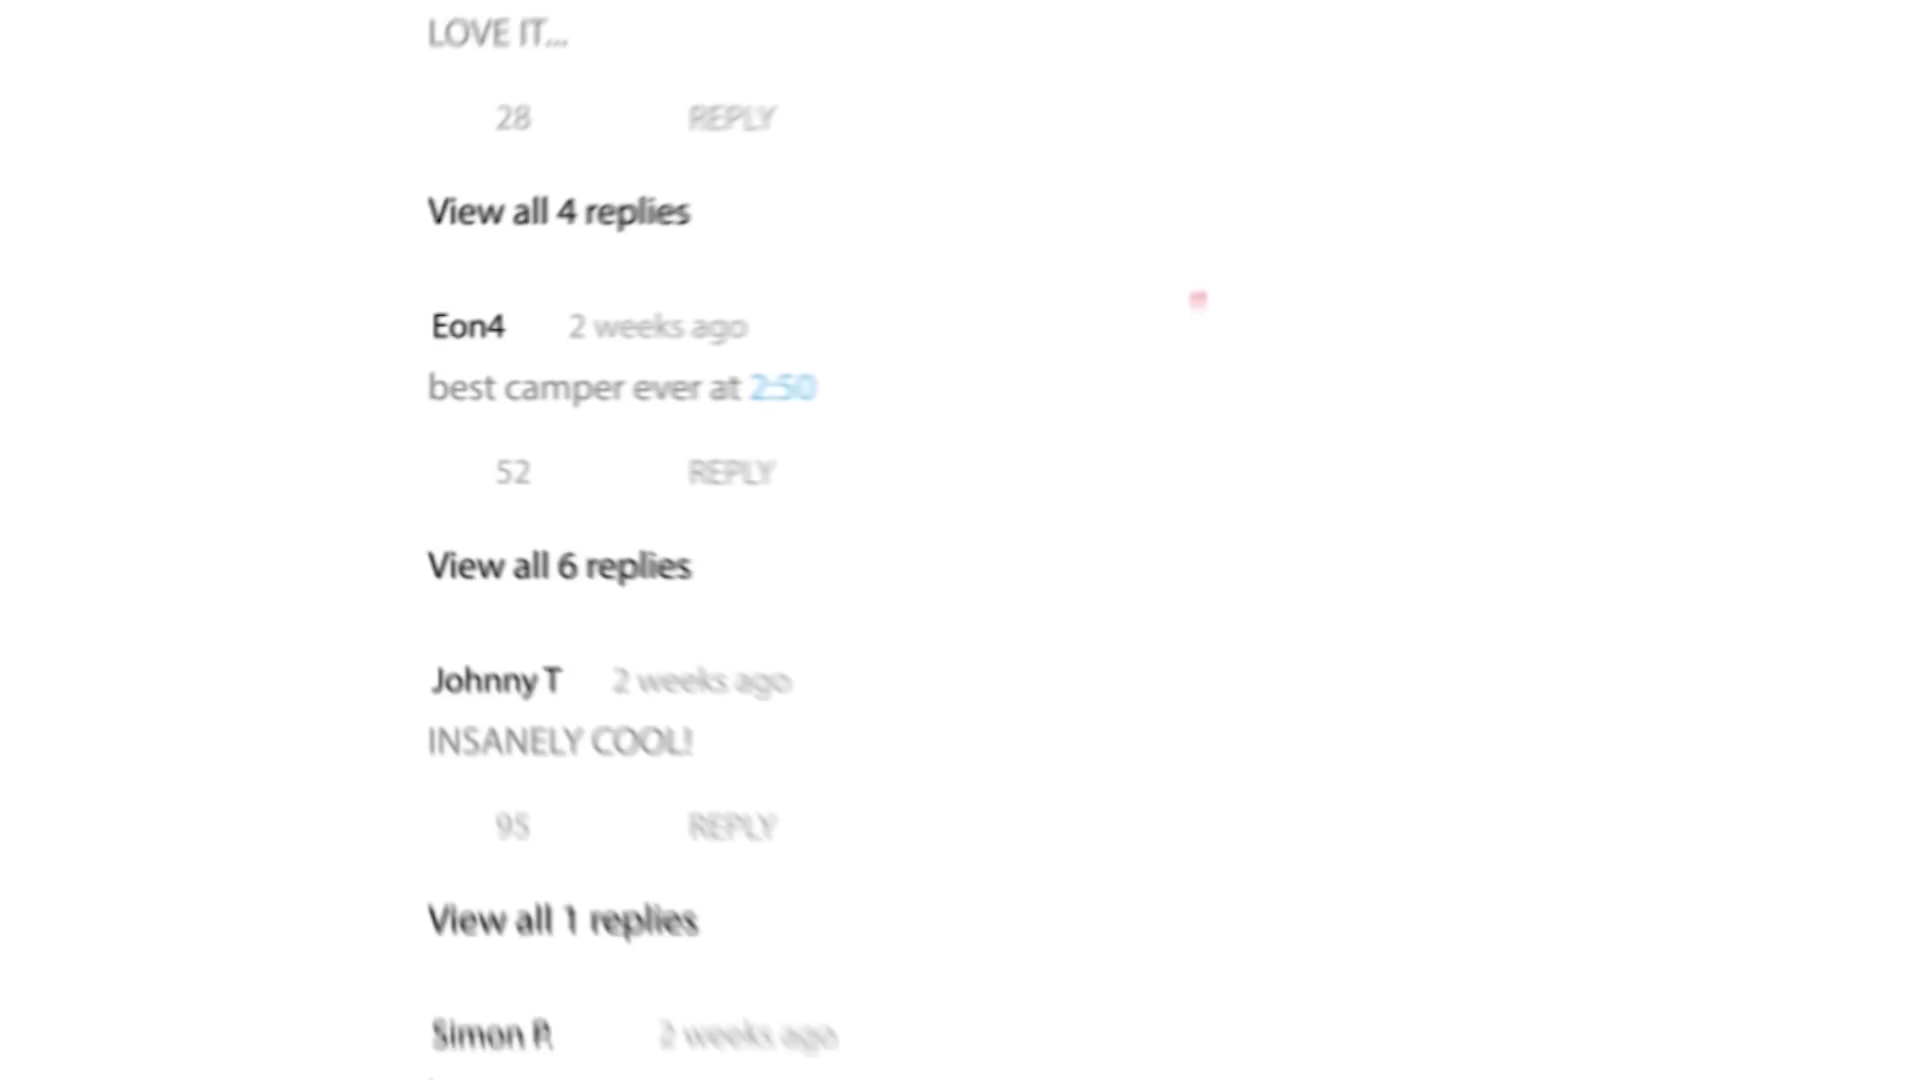 LOVE IT...
28 REPLY
View all 4 replies
Eon4 2 weeks ago
best camper ever at 2:50
52 REPLY
View all 6 replies
Johnny T 2 weeks ago
INSANELY COOL!
95 REPLY
View all 1 replies
Simon P. 2 weeks ago